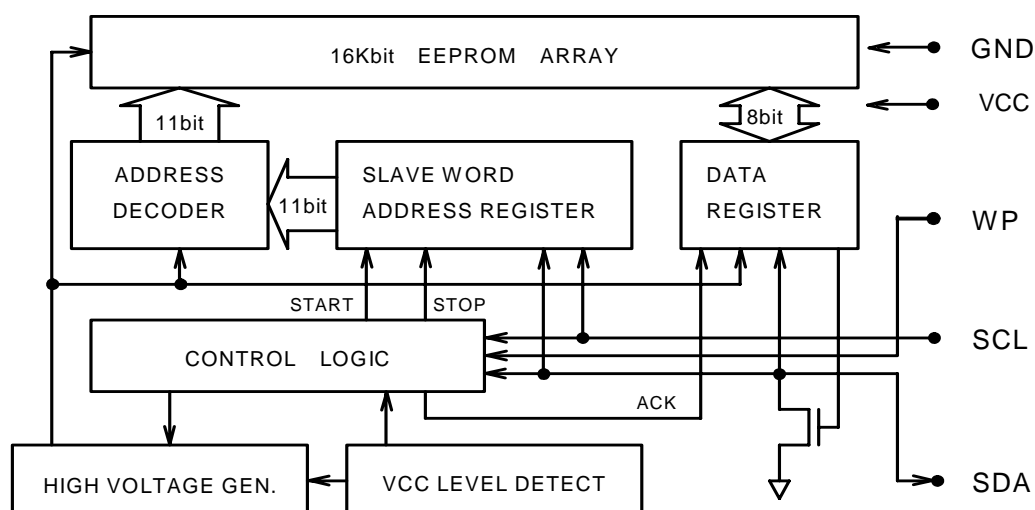 16Kbit EEPROM ARRAY
GND
VCC
11bit
8bit
ADDRESS
DECODER
11bit
SLAVE WORD
ADDRESS REGISTER
DATA
REGISTER
WP
START
STOP
SCL
CONTROL LOGIC
ACK
HIGH VOLTAGE GEN.
VCC LEVEL DETECT
SDA